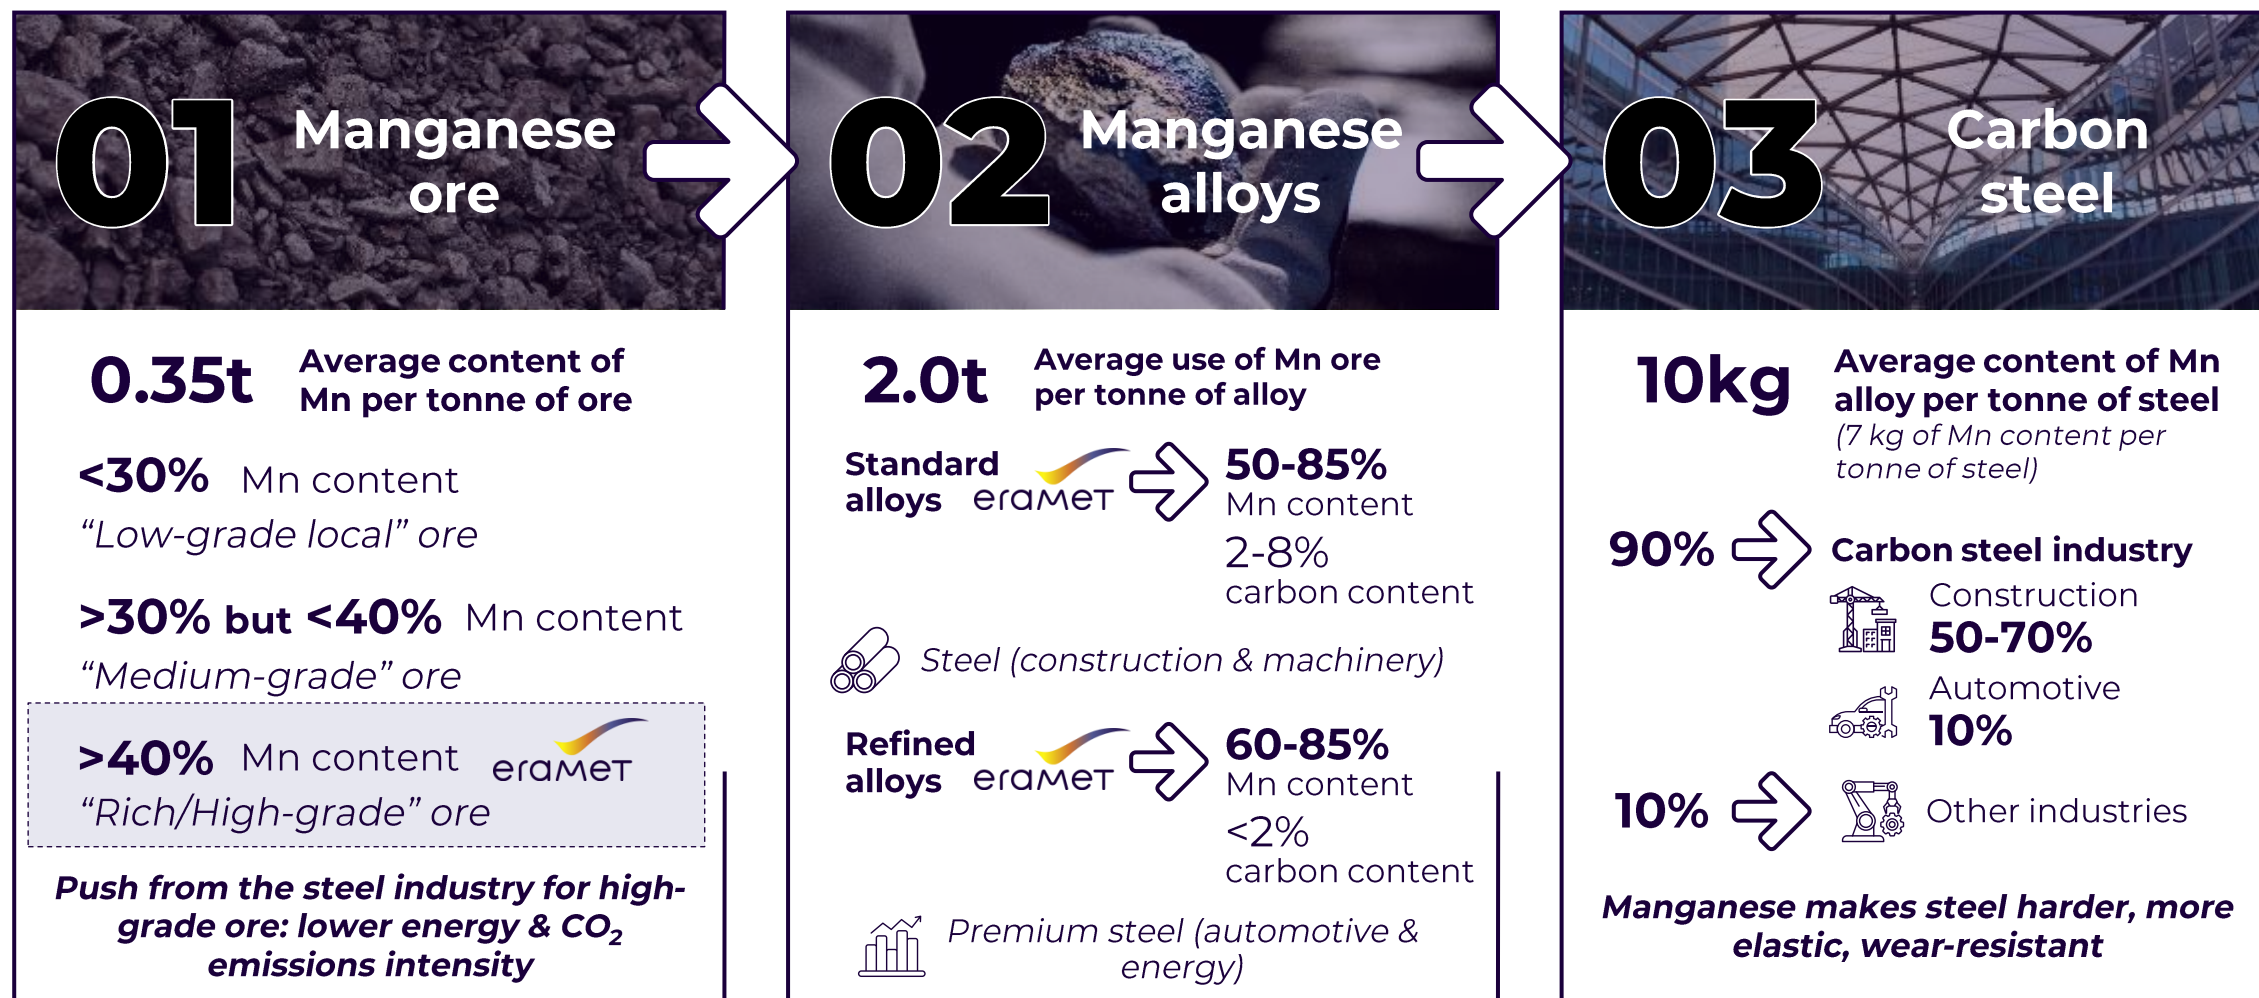 01
Manganese
ore
0.35t
Average content of
Mn per tonne of ore
<30% Mn content
“Low-grade local” ore
>30% but <40% Mn content
“Medium-grade” ore
>40% Mn content
eramet
“Rich/High-grade” ore
Push from the steel industry for high-
grade ore: lower energy & CO₂
emissions intensity
02
Manganese
alloys
2.0t
Average use of Mn ore
per tonne of alloy
Standard
alloys
eramet
50-85%
Mn content
2-8%
carbon content
Steel (construction & machinery)
Refined
alloys
eramet
60-85%
Mn content
<2%
carbon content
Premium steel (automotive &
energy)
03
Carbon
steel
10kg
Average content of Mn
alloy per tonne of steel
(7 kg of Mn content per
tonne of steel)
90%
Carbon steel industry
Construction
50-70%
Automotive
10%
10%
Other industries
Manganese makes steel harder, more
elastic, wear-resistant